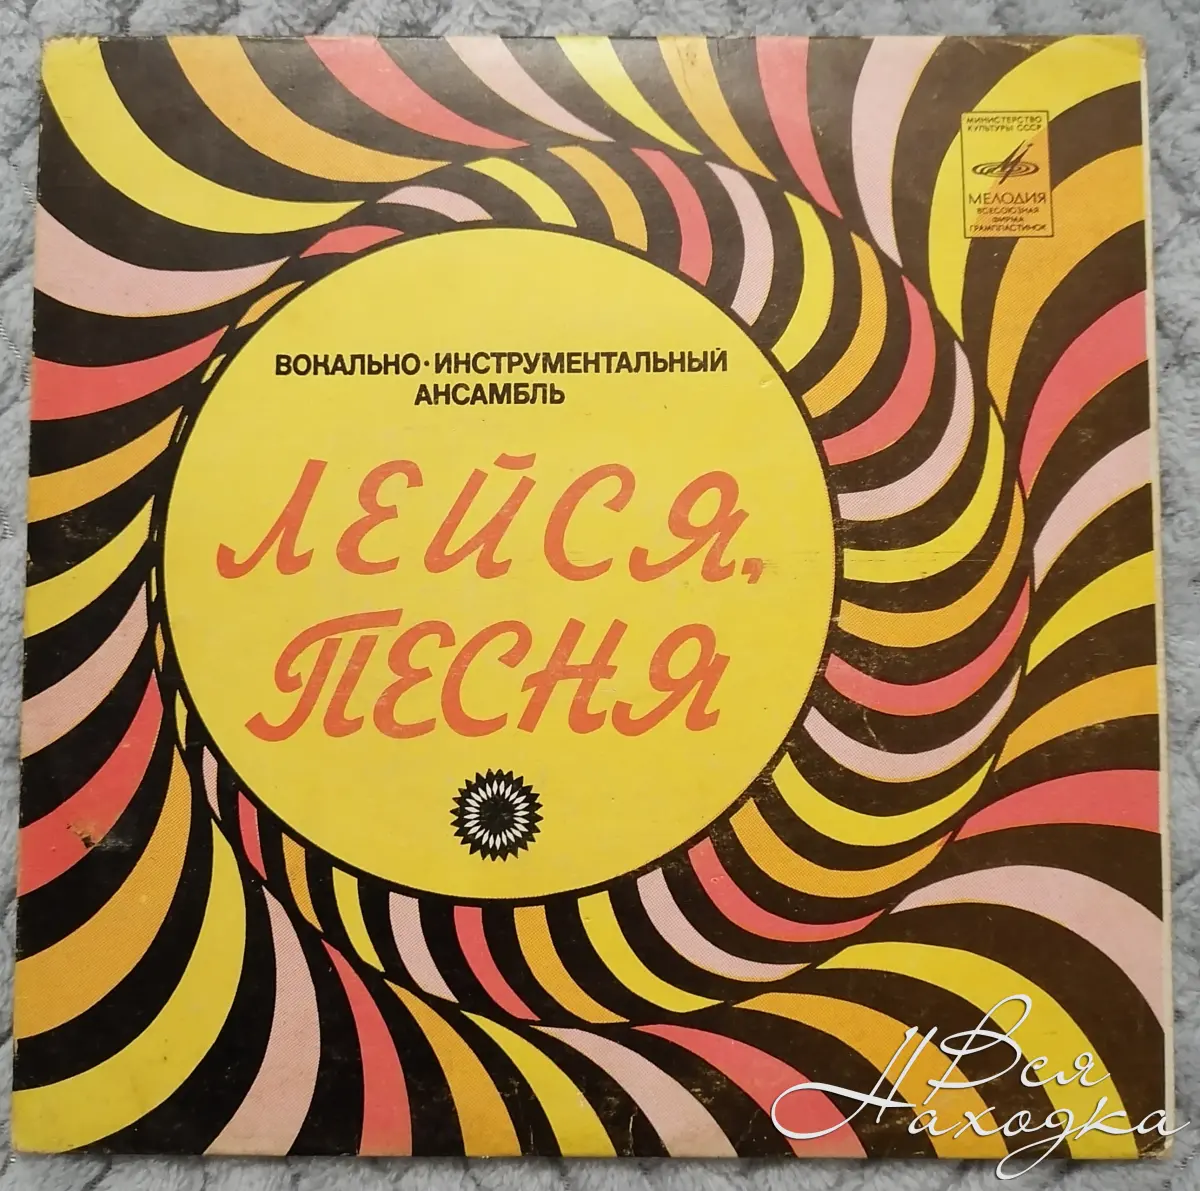 МИНИСТЕРСТВО
КУЛЬТУРЫ СССР
МЕЛОДИЯ
ВСЕСОЮЗНАЯ
ФИРМА
ГРАМПЛАСТИНОК
ВОКАЛЬНО·ИНСТРУМЕНТАЛЬНЫЙ
АНСАМБЛЬ
ЛЕЙСЯ,
ПЕСНЯ
Вся
Находка